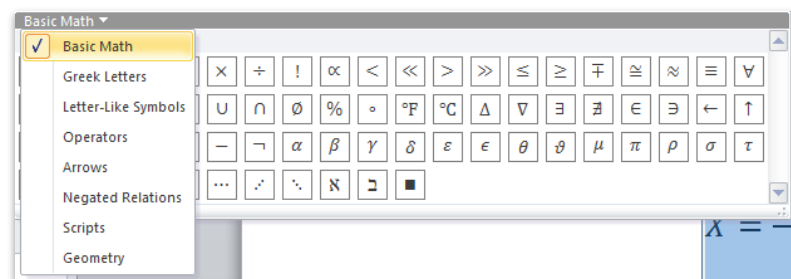 Basic Math
Basic Math
× ÷ ! ∝ < ≪ > ≫ ≤ ≥ ∓ ≅ ≈ ≡ ∀
Greek Letters
Letter-Like Symbols
∪ ∩ ∅ % ° °F °C ∆ ∇ ∃ ∄ ∈ ∋ ← ↑
Operators
− ¬ α β γ δ ε ϵ θ ϑ μ π ρ σ τ
Arrows
Negated Relations
⋯ ⋰ ⋱ ℵ ℶ ∎
Scripts
X = −
Geometry